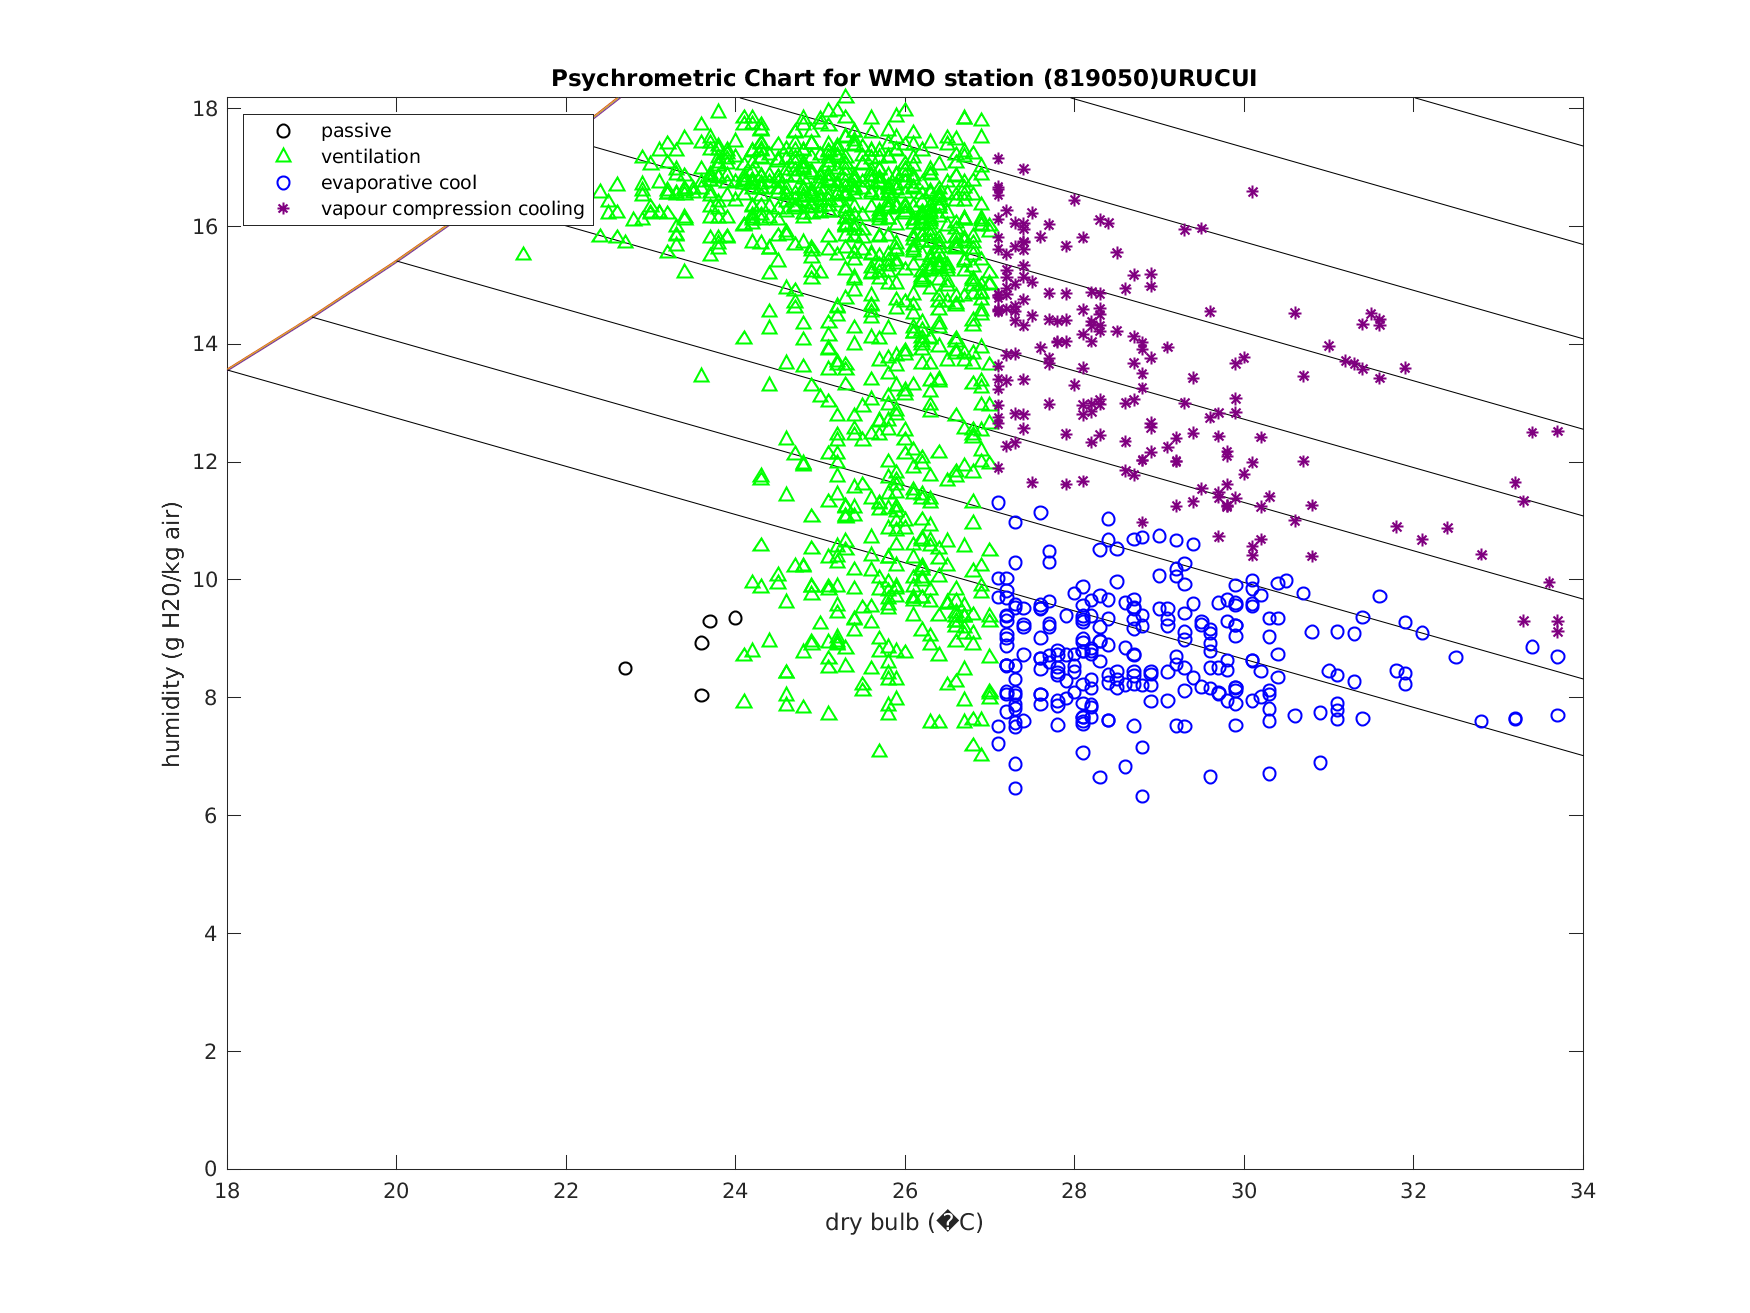 Psychrometric Chart for WMO station (819050)URUCUI
passive
ventilation
evaporative cool
vapour compression cooling
humidity (g H20/kg air)
18
16
14
12
10
8
6
4
2
0
18 20 22 24 26 28 30 32 34
dry bulb (�C)